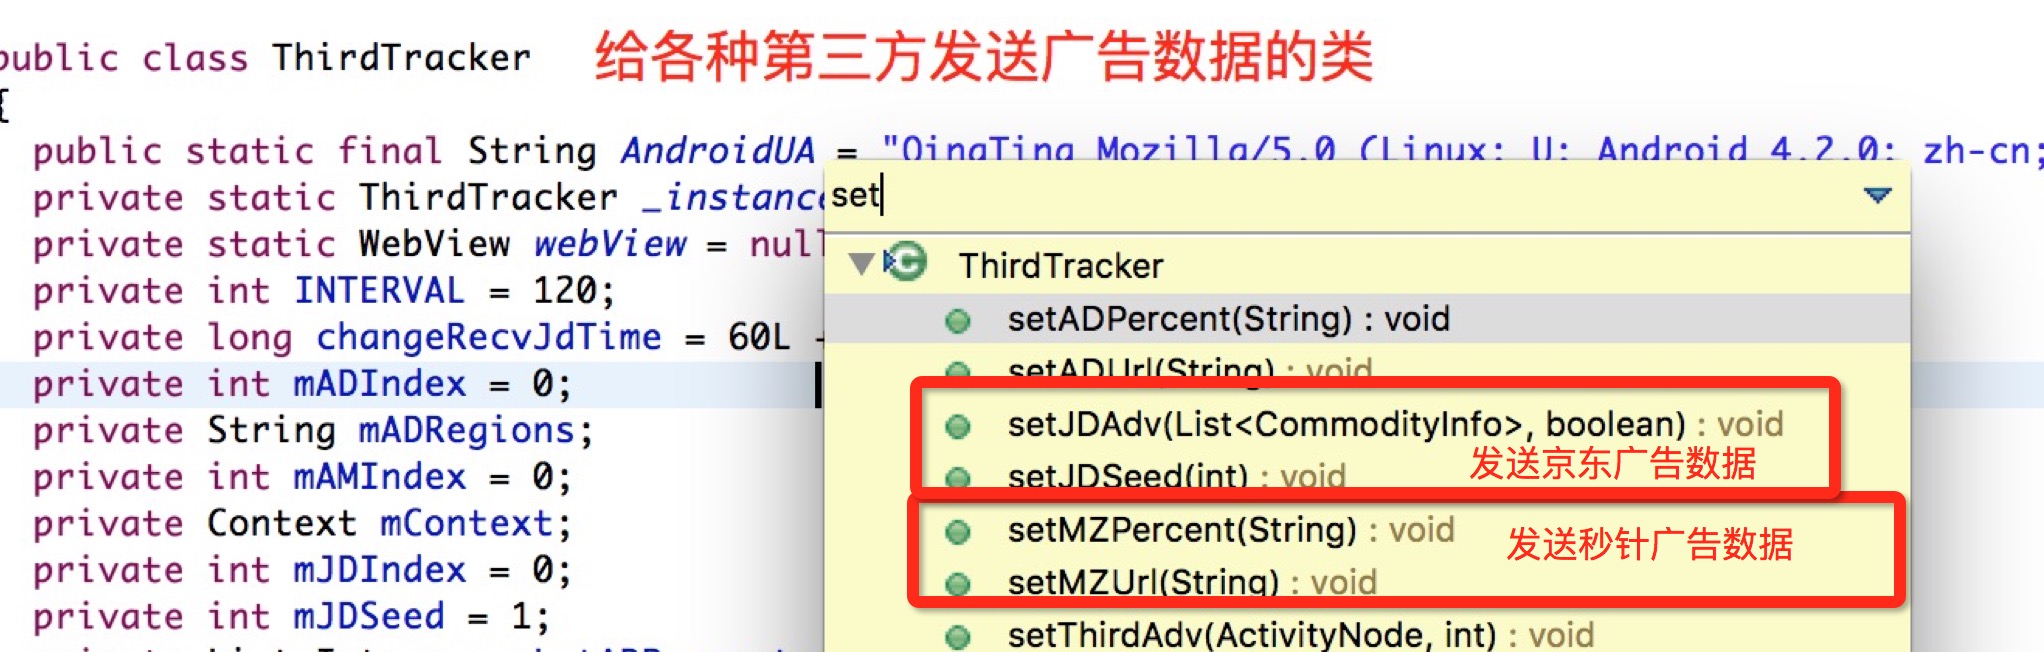 public class ThirdTracker
给各种第三方发送广告数据的类
{
public static final String AndroidUA = "QingTing Mozilla/5.0 (Linux; U; Android 4.2.0; zh-cn;
private static ThirdTracker _instance
private static WebView webView = null
private int INTERVAL = 120;
private long changeRecvJdTime = 60L
private int mADIndex = 0;
private String mADRegions;
private int mAMIndex = 0;
private Context mContext;
private int mJDIndex = 0;
private int mJDSeed = 1;
set
ThirdTracker
setADPercent(String) : void
setADUrl(String) : void
setJDAdv(List<CommodityInfo>, boolean) : void
发送京东广告数据
setJDSeed(int) : void
setMZPercent(String) : void
发送秒针广告数据
setMZUrl(String) : void
setThirdAdv(ActivityNode, int) : void